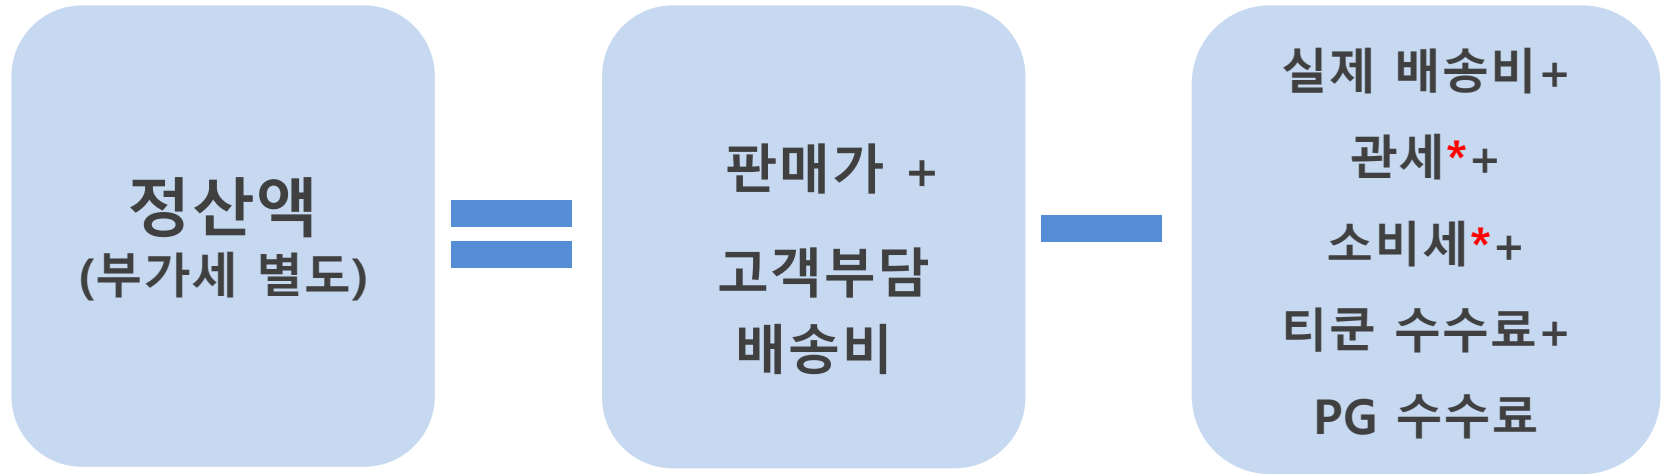 정산액
(부가세 별도)
판매가 +
고객부담
배송비
실제 배송비+
관세*+
소비세*+
티쿤 수수료+
PG 수수료